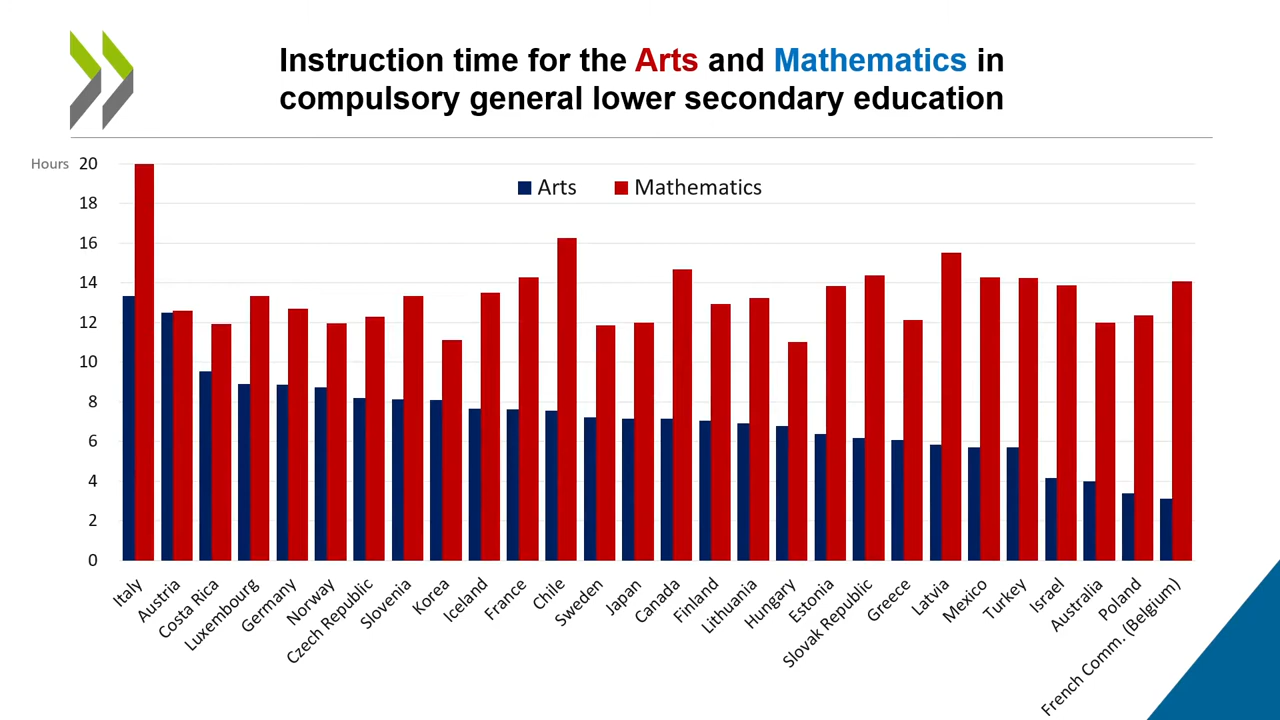 Instruction time for the Arts and Mathematics in
compulsory general lower secondary education
Hours
20
18
16
14
12
10
8
6
4
2
0
Arts
Mathematics
Italy
Austria
Costa Rica
Luxembourg
Germany
Norway
Czech Republic
Slovenia
Korea
Iceland
France
Chile
Sweden
Japan
Canada
Finland
Lithuania
Hungary
Estonia
Slovak Republic
Greece
Latvia
Mexico
Turkey
Israel
Australia
Poland
French Comm. (Belgium)